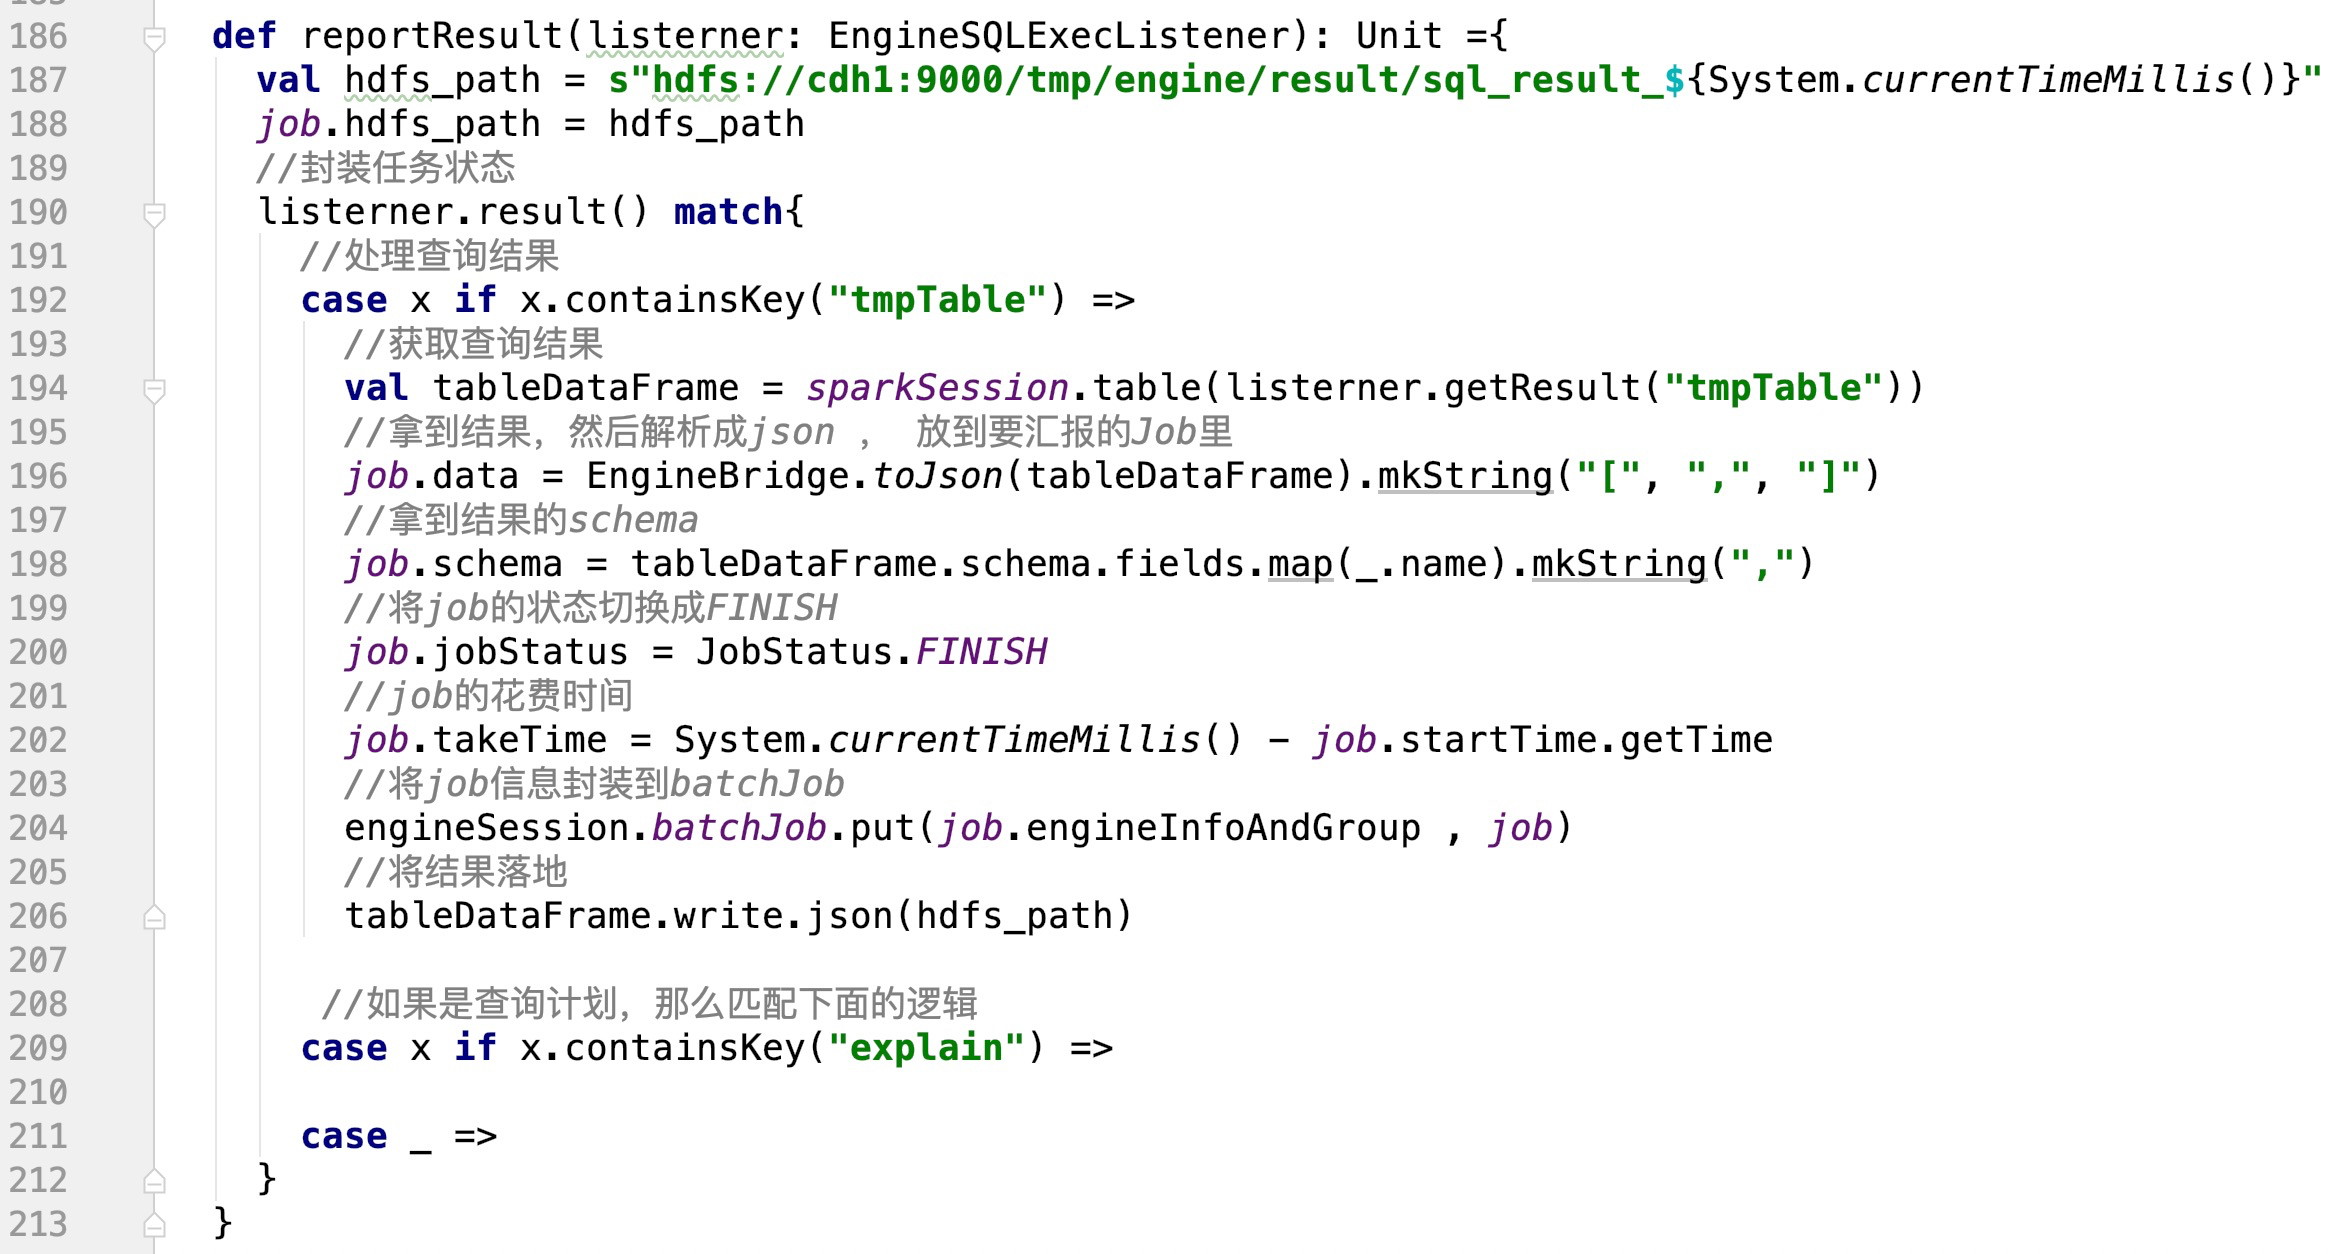 186 def reportResult(listerner: EngineSQLExecListener): Unit ={
187 val hdfs_path = s"hdfs://cdh1:9000/tmp/engine/result/sql_result_${System.currentTimeMillis()}"
188 job.hdfs_path = hdfs_path
189 //封装任务状态
190 listerner.result() match{
191 //处理查询结果
192 case x if x.containsKey("tmpTable") =>
193 //获取查询结果
194 val tableDataFrame = sparkSession.table(listerner.getResult("tmpTable"))
195 //拿到结果，然后解析成json ， 放到要汇报的Job里
196 job.data = EngineBridge.toJson(tableDataFrame).mkString("[", ",", "]")
197 //拿到结果的schema
198 job.schema = tableDataFrame.schema.fields.map(_.name).mkString(",")
199 //将job的状态切换成FINISH
200 job.jobStatus = JobStatus.FINISH
201 //job的花费时间
202 job.takeTime = System.currentTimeMillis() - job.startTime.getTime
203 //将job信息封装到batchJob
204 engineSession.batchJob.put(job.engineInfoAndGroup , job)
205 //将结果落地
206 tableDataFrame.write.json(hdfs_path)
207
208 //如果是查询计划，那么匹配下面的逻辑
209 case x if x.containsKey("explain") =>
210
211 case _ =>
212 }
213 }